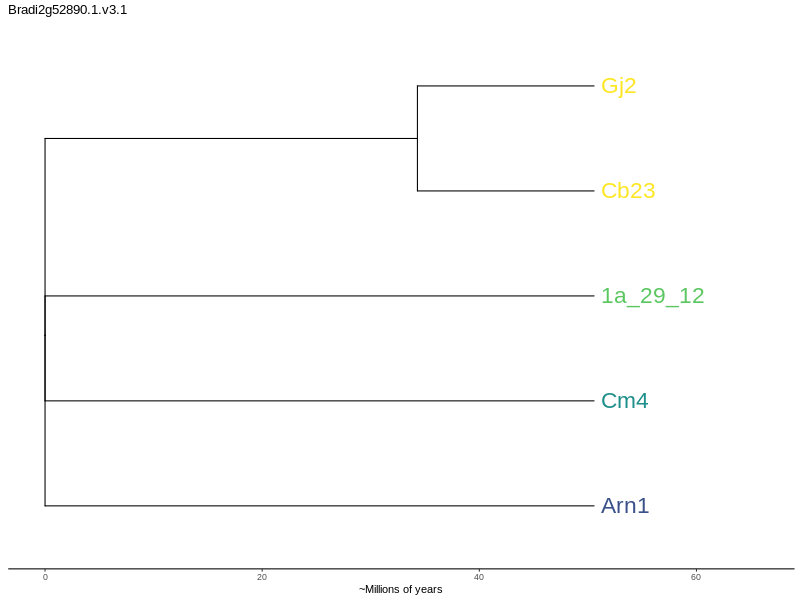 Bradi2g52890.1.v3.1
Gj2
Cb23
1a_29_12
Cm4
Arn1
0 20 40 60
~Millions of years